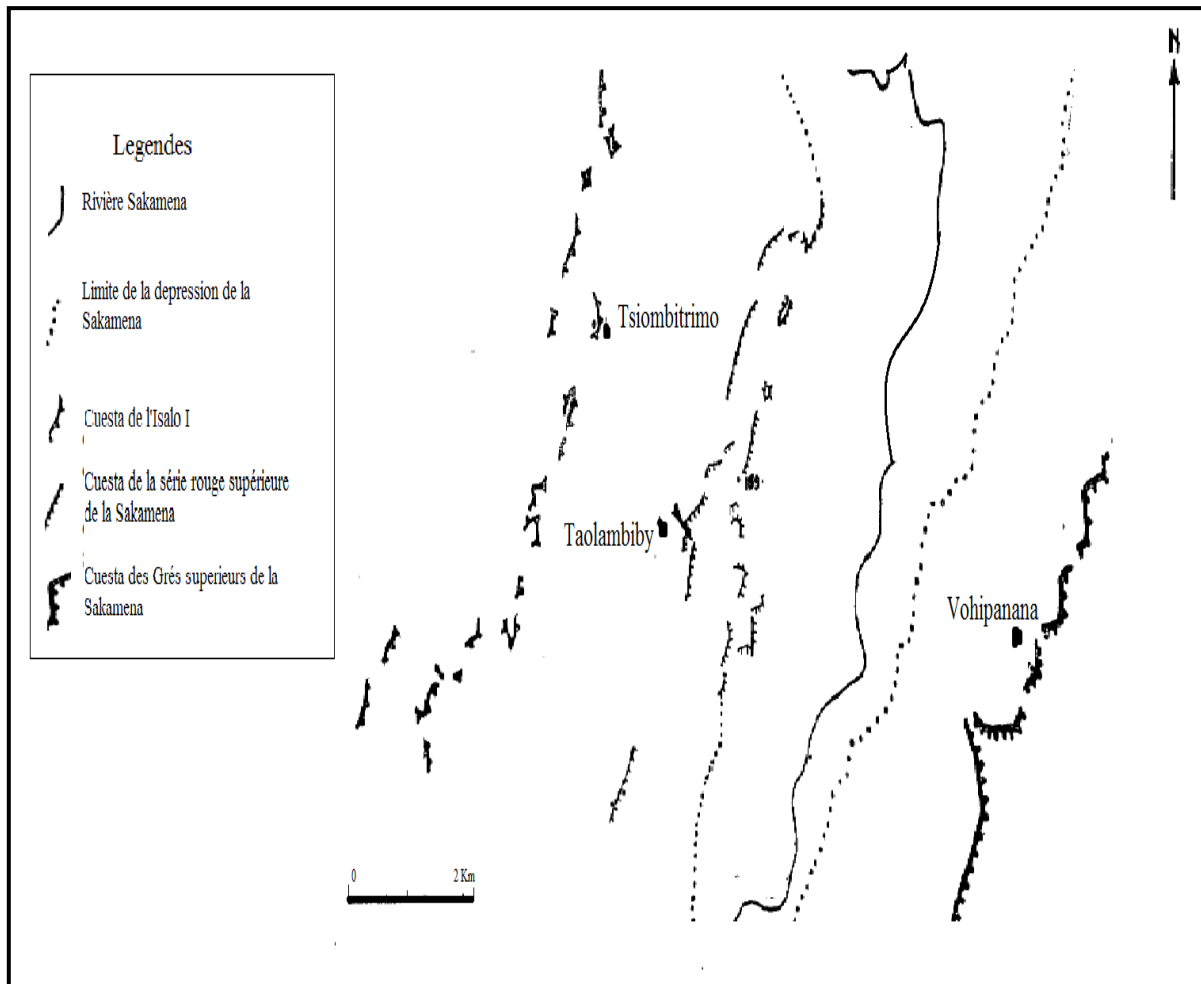 N
Legendes
Rivière Sakamena
Limite de la depression de la
Sakamena
Cuesta de l'Isalo I
Cuesta de la série rouge supérieure
de la Sakamena
Cuesta des Grés superieurs de la
Sakamena
Tsiombitrimo
Taolambiby
Vohipanana
0 2 Km